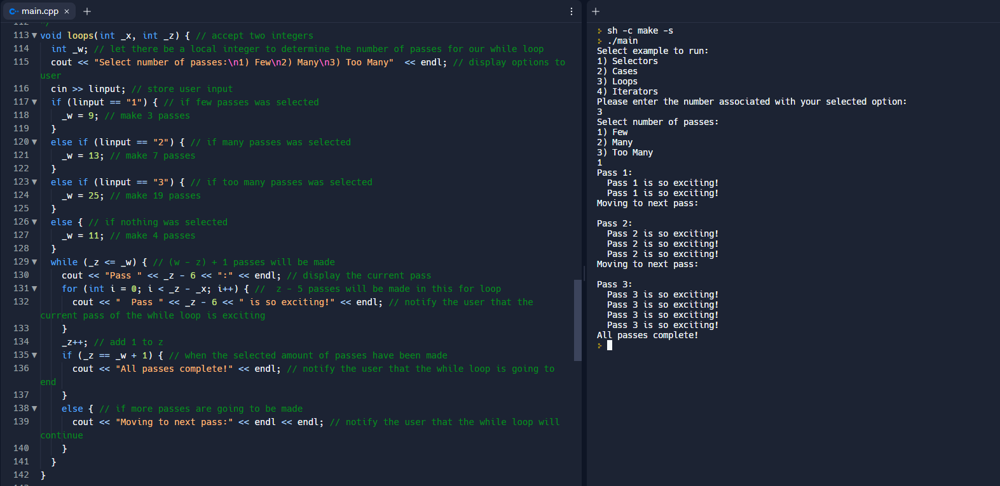 main.cpp × +
+
112 */
113 void loops(int _x, int _z) { // accept two integers
114 int _w; // let there be a local integer to determine the number of passes for our while loop
115 cout << "Select number of passes:\n1) Few\n2) Many\n3) Too Many"  << endl; // display options to
user
116 cin >> linput; // store user input
117 if (linput == "1") { // if few passes was selected
118 _w = 9; // make 3 passes
119 }
120 else if (linput == "2") { // if many passes was selected
121 _w = 13; // make 7 passes
122 }
123 else if (linput == "3") { // if too many passes was selected
124 _w = 25; // make 19 passes
125 }
126 else { // if nothing was selected
127 _w = 11; // make 4 passes
128 }
129 while (_z <= _w) { // (w - z) + 1 passes will be made
130 cout << "Pass " << _z - 6 << ":" << endl; // display the current pass
131 for (int i = 0; i < _z - _x; i++) { //  z - 5 passes will be made in this for loop
132 cout << "  Pass " << _z - 6 << " is so exciting!" << endl; // notify the user that the
current pass of the while loop is exciting
133 }
134 _z++; // add 1 to z
135 if (_z == _w + 1) { // when the selected amount of passes have been made
136 cout << "All passes complete!" << endl; // notify the user that the while loop is going to
end
137 }
138 else { // if more passes are going to be made
139 cout << "Moving to next pass:" << endl << endl; // notify the user that the while loop will
continue
140 }
141 }
142 }
sh -c make -s
./main
Select example to run:
1) Selectors
2) Cases
3) Loops
4) Iterators
Please enter the number associated with your selected option:
3
Select number of passes:
1) Few
2) Many
3) Too Many
1
Pass 1:
Pass 1 is so exciting!
Pass 1 is so exciting!
Moving to next pass:
Pass 2:
Pass 2 is so exciting!
Pass 2 is so exciting!
Pass 2 is so exciting!
Moving to next pass:
Pass 3:
Pass 3 is so exciting!
Pass 3 is so exciting!
Pass 3 is so exciting!
Pass 3 is so exciting!
All passes complete!